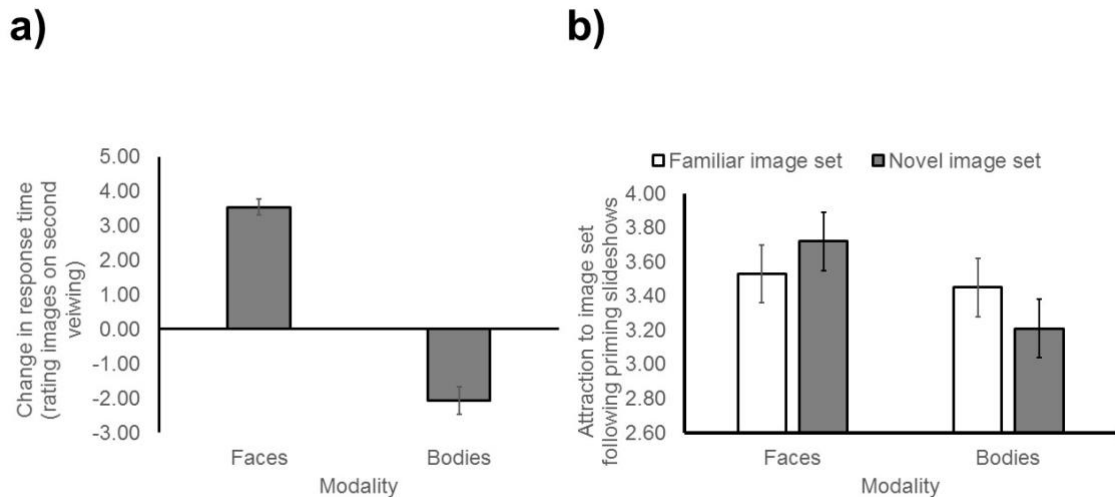 a)
Change in response time
(rating images on second
veiwing)
5.00
4.00
3.00
2.00
1.00
0.00
-1.00
-2.00
-3.00
Faces
Bodies
Modality
b)
Familiar image set
Novel image set
Attraction to image set
following priming slideshows
4.00
3.80
3.60
3.40
3.20
3.00
2.80
2.60
Faces
Bodies
Modality